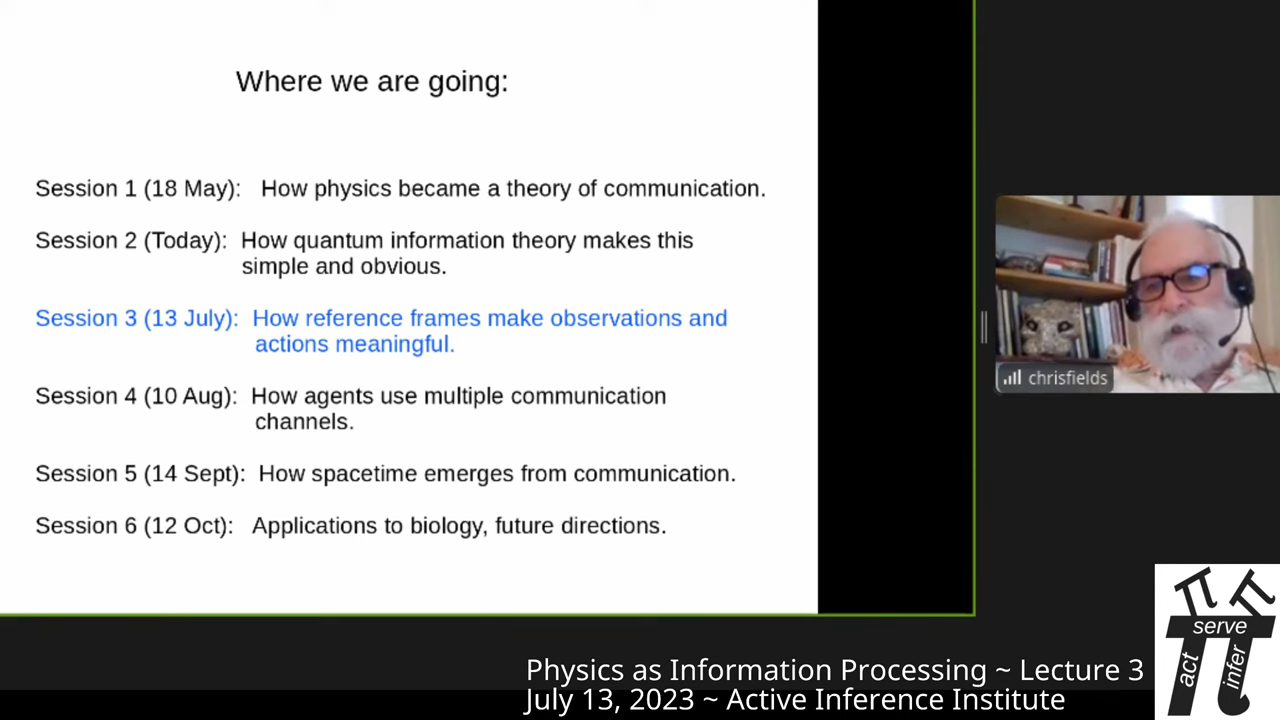 Where we are going:
Session 1 (18 May): How physics became a theory of communication.
Session 2 (Today): How quantum information theory makes this
simple and obvious.
Session 3 (13 July): How reference frames make observations and
actions meaningful.
Session 4 (10 Aug): How agents use multiple communication
channels.
Session 5 (14 Sept): How spacetime emerges from communication.
Session 6 (12 Oct): Applications to biology, future directions.
chrisfields
Physics as Information Processing ~ Lecture 3
July 13, 2023 ~ Active Inference Institute
π π
serve
act
infer